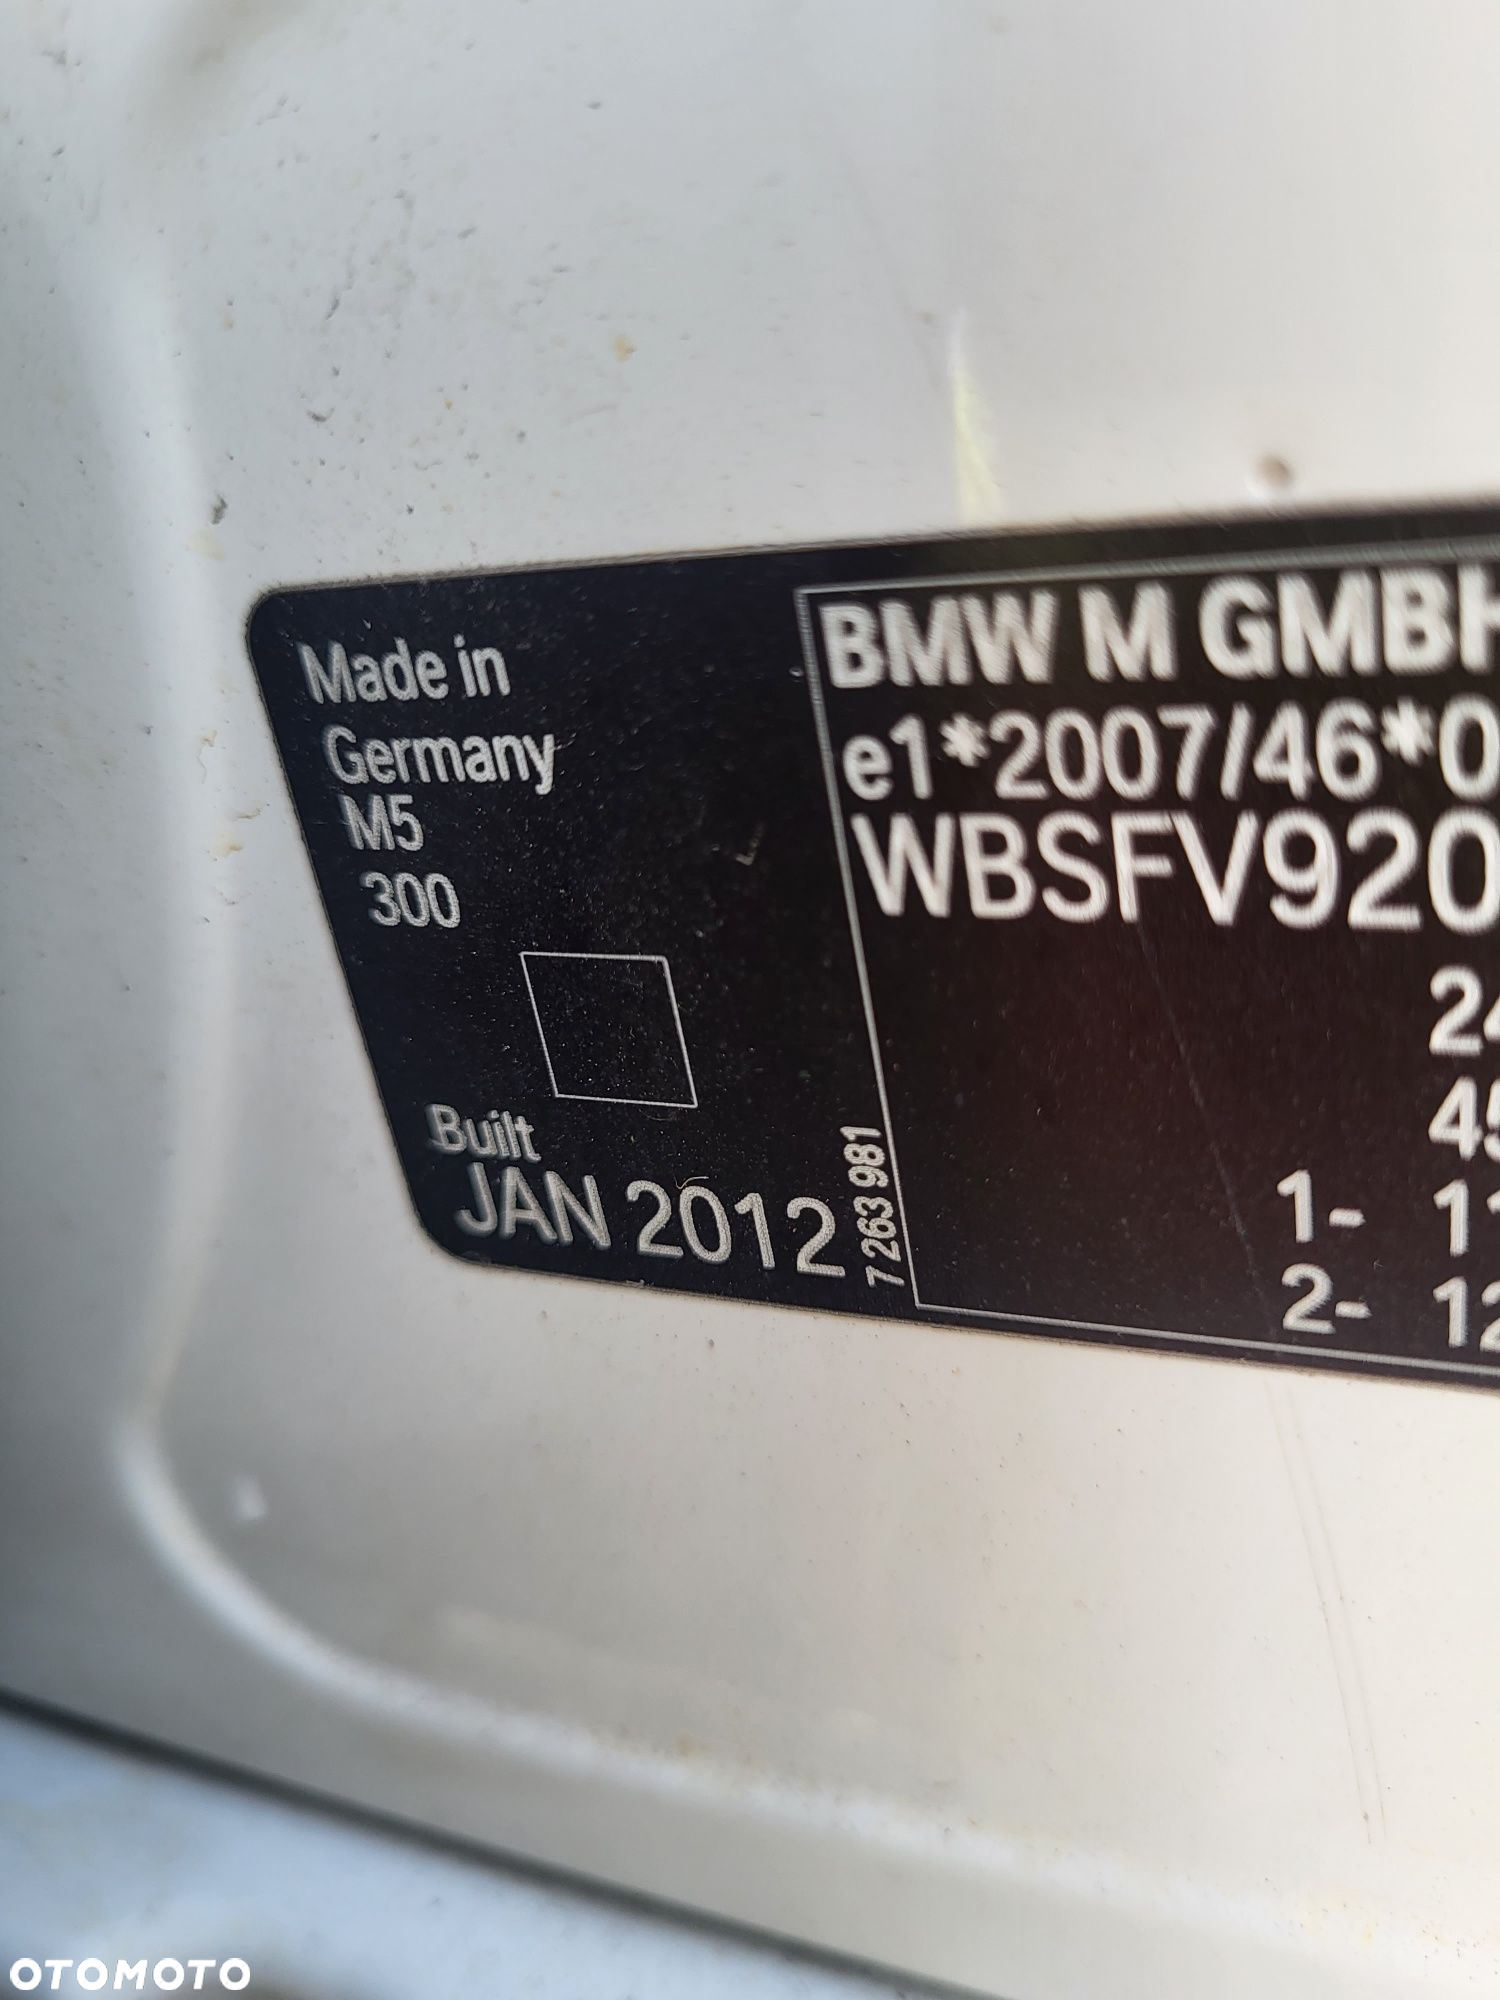 Made in
Germany
M5
300
Built
JAN 2012
7 263 981
BMW M GMBH
e1*2007/46*0
WBSFV920
24
45
1- 11
2- 12
OTOMOTO